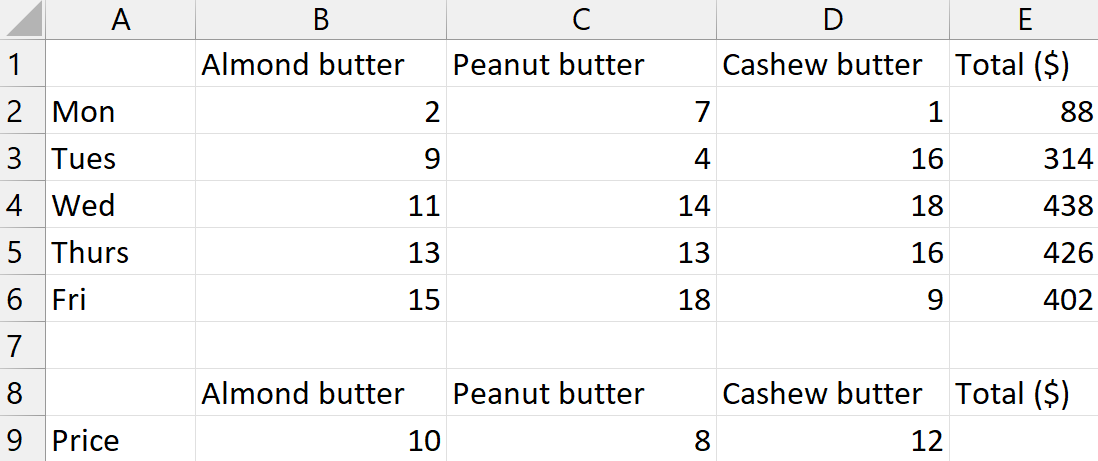 A B C D E
1 Almond butter Peanut butter Cashew butter Total ($)
2 Mon 2 7 1 88
3 Tues 9 4 16 314
4 Wed 11 14 18 438
5 Thurs 13 13 16 426
6 Fri 15 18 9 402
7
8 Almond butter Peanut butter Cashew butter Total ($)
9 Price 10 8 12